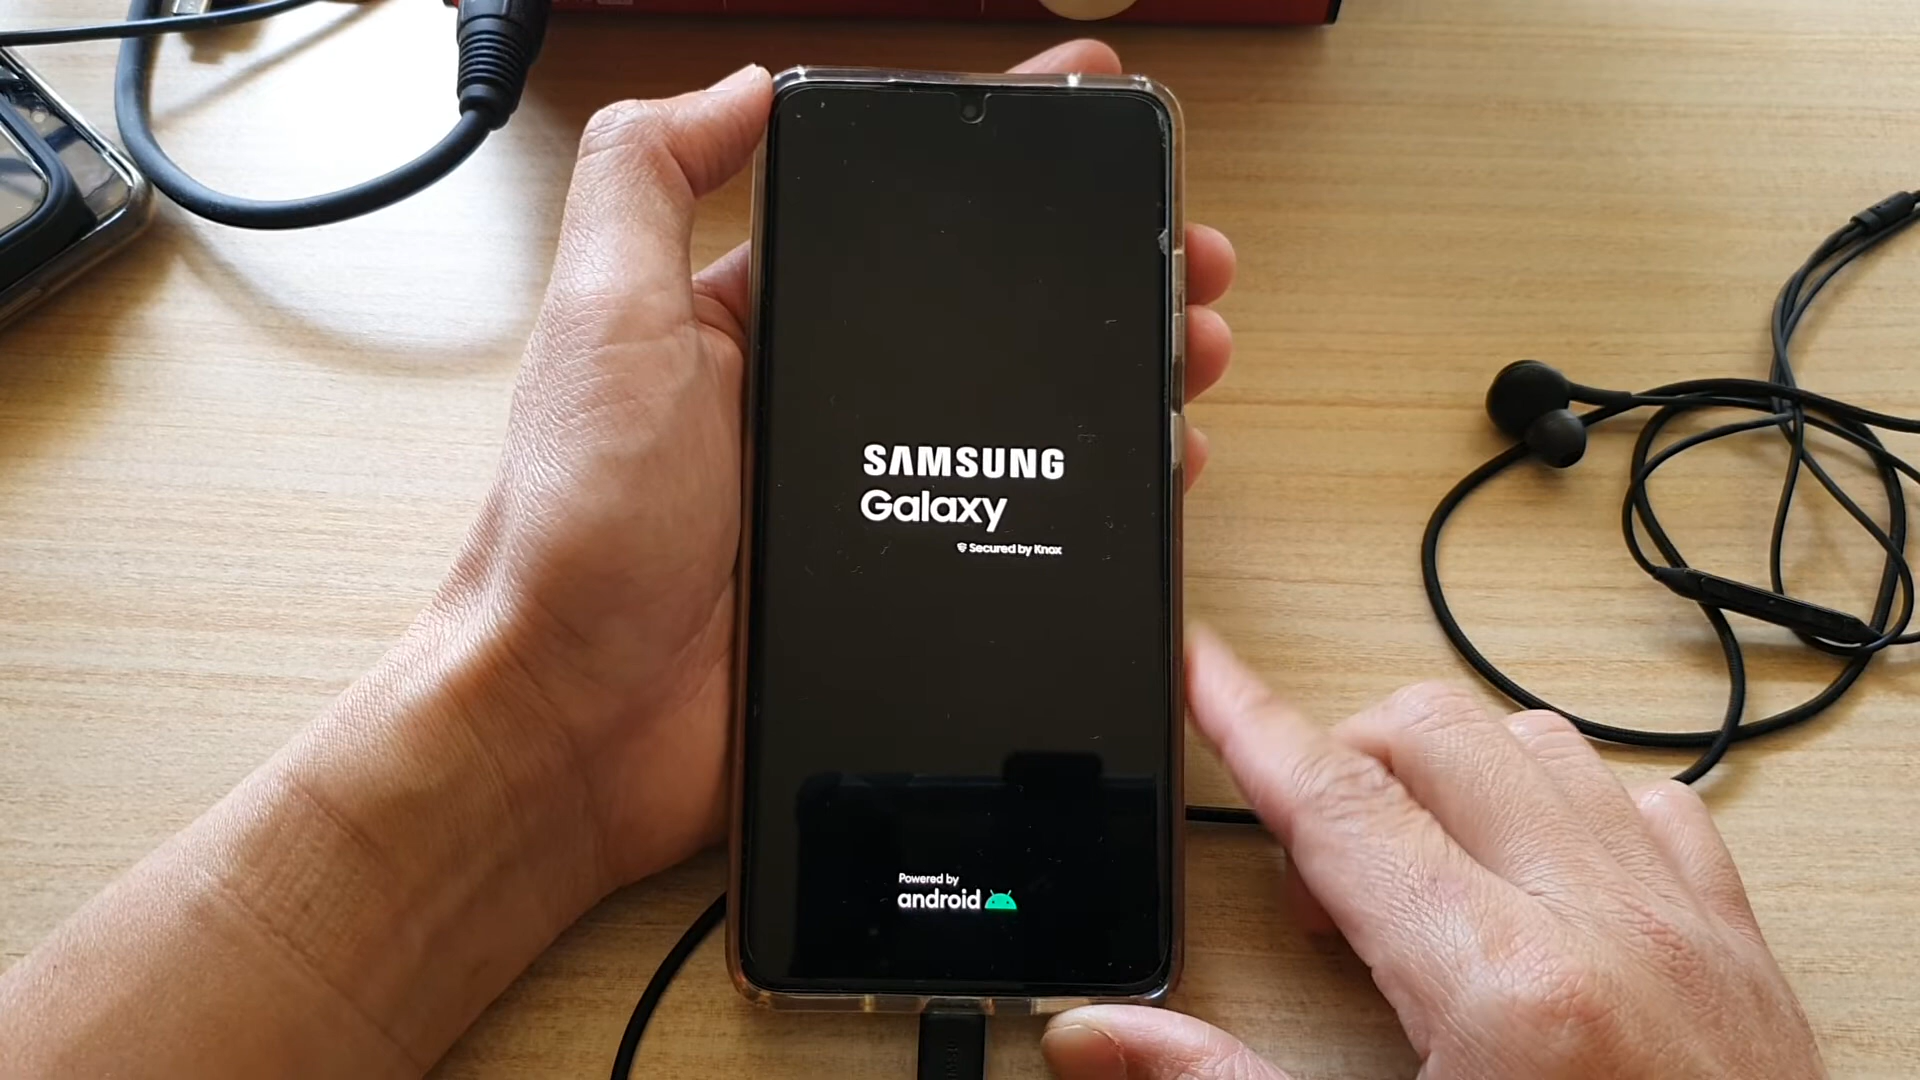 SAMSUNG
Galaxy
Secured by Knox
Powered by
android